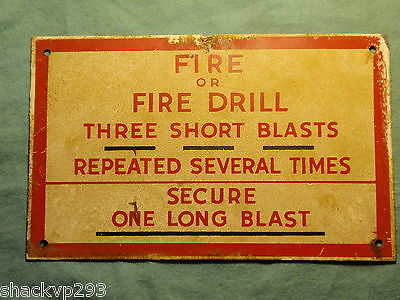 FIRE
OR
FIRE DRILL
THREE SHORT BLASTS
REPEATED SEVERAL TIMES
SECURE
ONE LONG BLAST
shackvp293